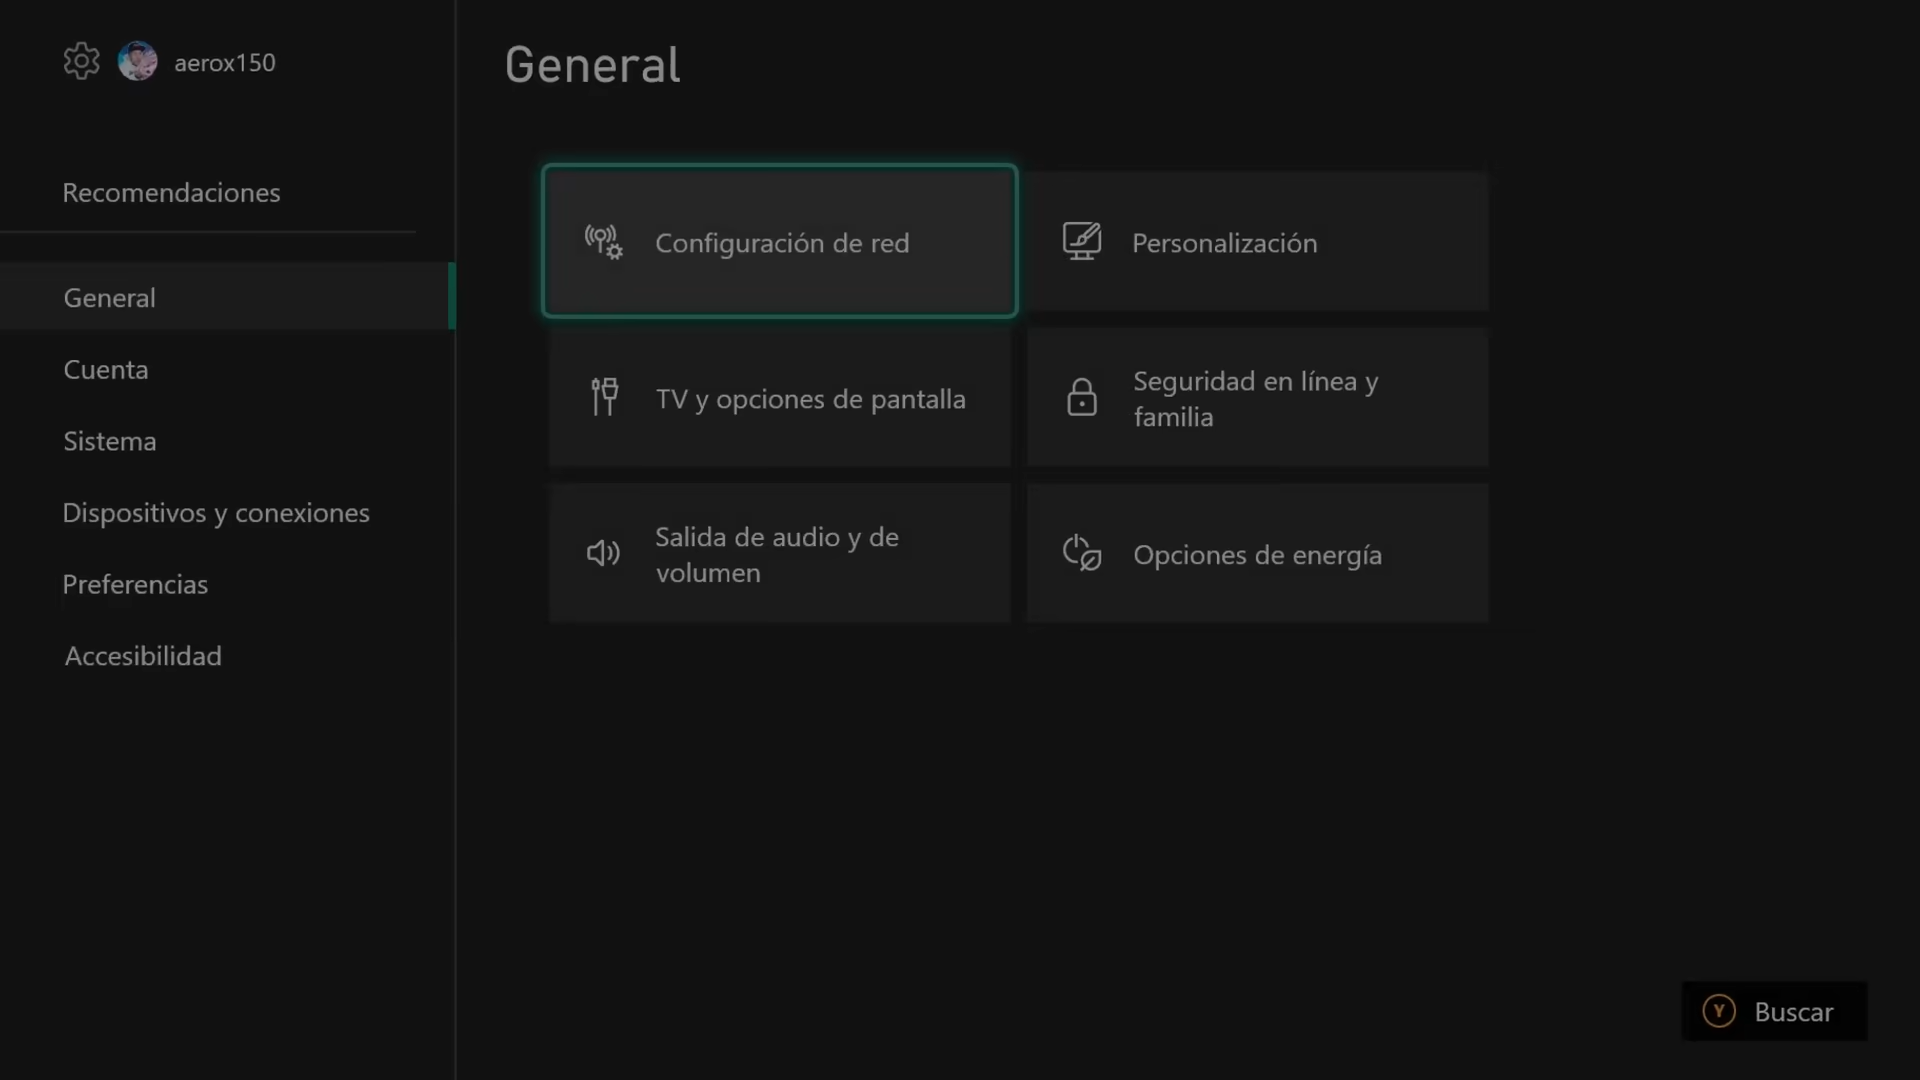 aerox150
Recomendaciones
General
Cuenta
Sistema
Dispositivos y conexiones
Preferencias
Accesibilidad
General
Configuración de red
Personalización
TV y opciones de pantalla
Seguridad en línea y
familia
Salida de audio y de
volumen
Opciones de energía
Y Buscar